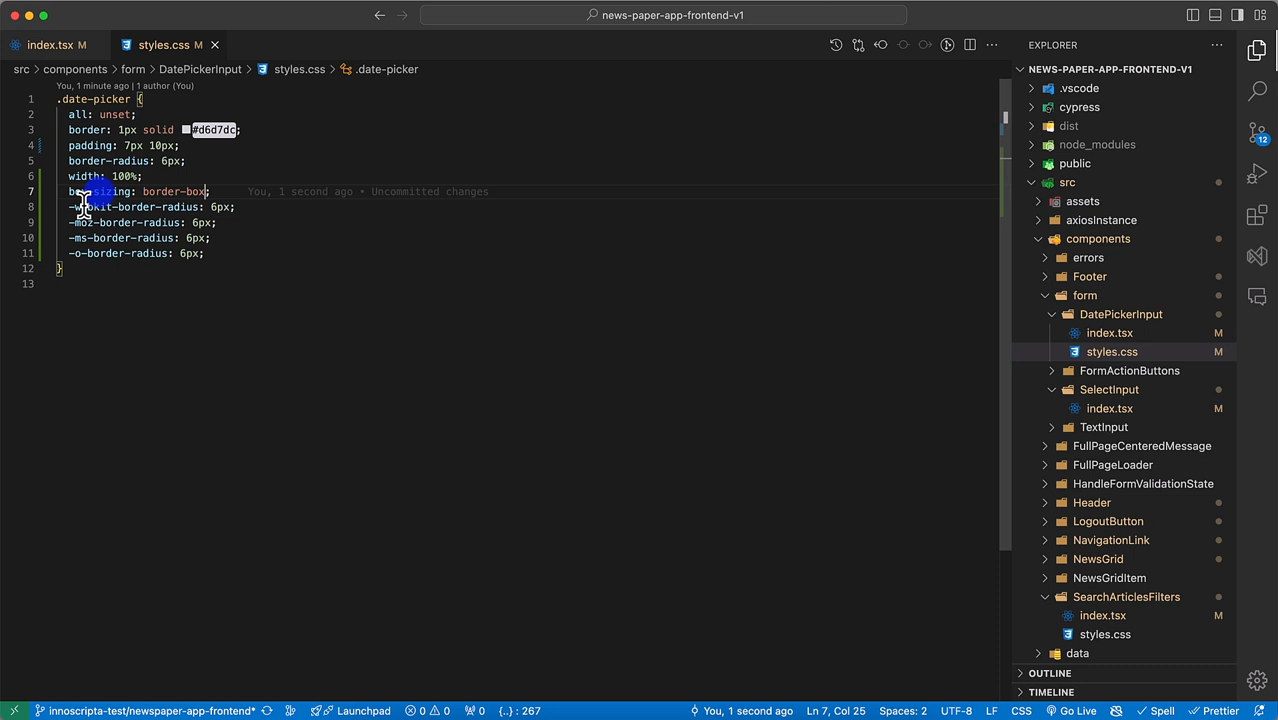 news-paper-app-frontend-v1
index.tsx M
styles.css M
src > components > form > DatePickerInput > styles.css > .date-picker
You, 1 minute ago | 1 author (You)
1 .date-picker {
2 all: unset;
3 border: 1px solid #d6d7dc;
4 padding: 7px 10px;
5 border-radius: 6px;
6 width: 100%;
7 box-sizing: border-box; You, 1 second ago • Uncommitted changes
8 -webkit-border-radius: 6px;
9 -moz-border-radius: 6px;
10 -ms-border-radius: 6px;
11 -o-border-radius: 6px;
12 }
13
EXPLORER
NEWS-PAPER-APP-FRONTEND-V1
.vscode
cypress
dist
node_modules
public
src
assets
axiosInstance
components
errors
Footer
form
DatePickerInput
index.tsx M
styles.css M
FormActionButtons
SelectInput
index.tsx M
TextInput
FullPageCenteredMessage
FullPageLoader
HandleFormValidationState
Header
LogoutButton
NavigationLink
NewsGrid
NewsGridItem
SearchArticlesFilters
index.tsx M
styles.css
data
OUTLINE
TIMELINE
12
innoscripta-test/newspaper-app-frontend* Launchpad 0 0 0 {..} : 267 You, 1 second ago Ln 7, Col 25 Spaces: 2 UTF-8 LF CSS Go Live Spell Prettier